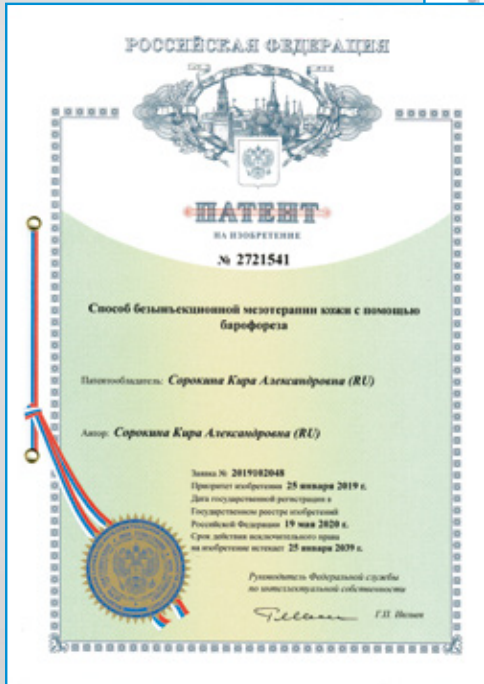 РОССИЙСКАЯ ФЕДЕРАЦИЯ
ПАТЕНТ
НА ИЗОБРЕТЕНИЕ
№ 2721541
Способ безынъекционной мезотерапии кожи с помощью
барофореза
Патентообладатель: Сорокина Кира Александровна (RU)
Автор: Сорокина Кира Александровна (RU)
Заявка № 2019102048
Приоритет изобретения 25 января 2019 г.
Дата государственной регистрации в
Государственном реестре изобретений
Российской Федерации 19 мая 2020 г.
Срок действия исключительного права
на изобретение истекает 25 января 2039 г.
Руководитель Федеральной службы
по интеллектуальной собственности
Г.П. Ивлиев